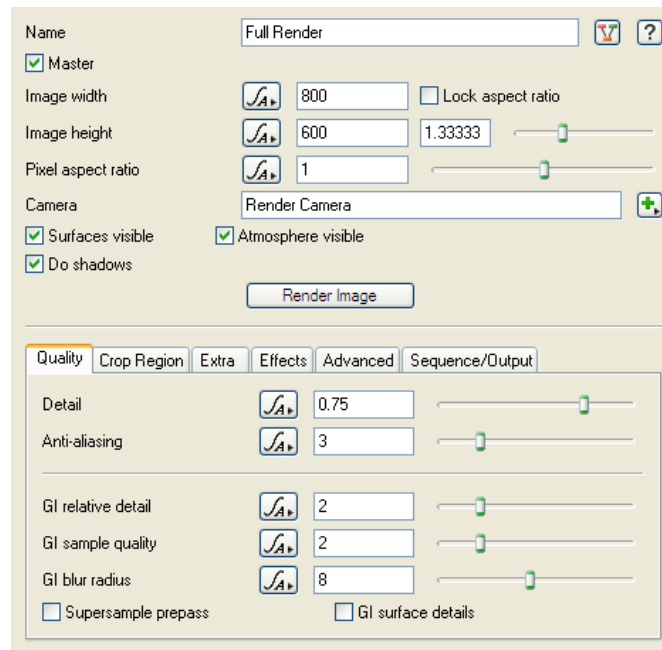 Name Full Render ?
Master
Image width 800 Lock aspect ratio
Image height 600 1.33333
Pixel aspect ratio 1
Camera Render Camera
Surfaces visible Atmosphere visible
Do shadows
Render Image
Quality Crop Region Extra Effects Advanced Sequence/Output
Detail 0.75
Anti-aliasing 3
GI relative detail 2
GI sample quality 2
GI blur radius 8
Supersample prepass GI surface details